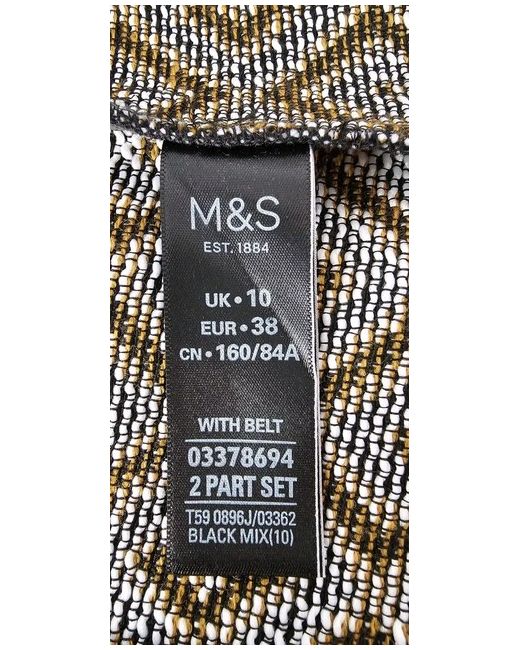 M&S
EST. 1884
UK • 10
EUR • 38
CN • 160/84A
WITH BELT
03378694
2 PART SET
T59 0896J/03362
BLACK MIX(10)